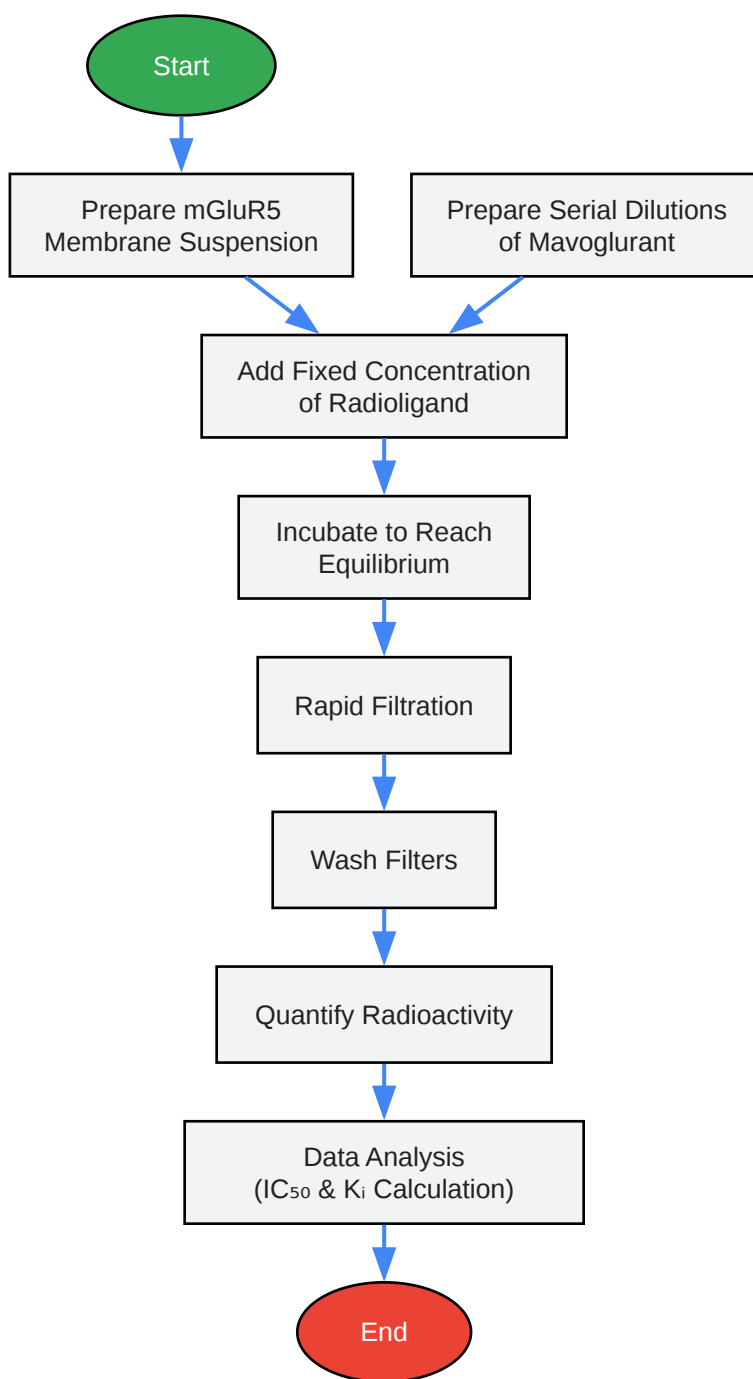 Start
Prepare mGluR5
Membrane Suspension
Prepare Serial Dilutions
of Mavoglurant
Add Fixed Concentration
of Radioligand
Incubate to Reach
Equilibrium
Rapid Filtration
Wash Filters
Quantify Radioactivity
Data Analysis
(IC₅₀ & Kᵢ Calculation)
End